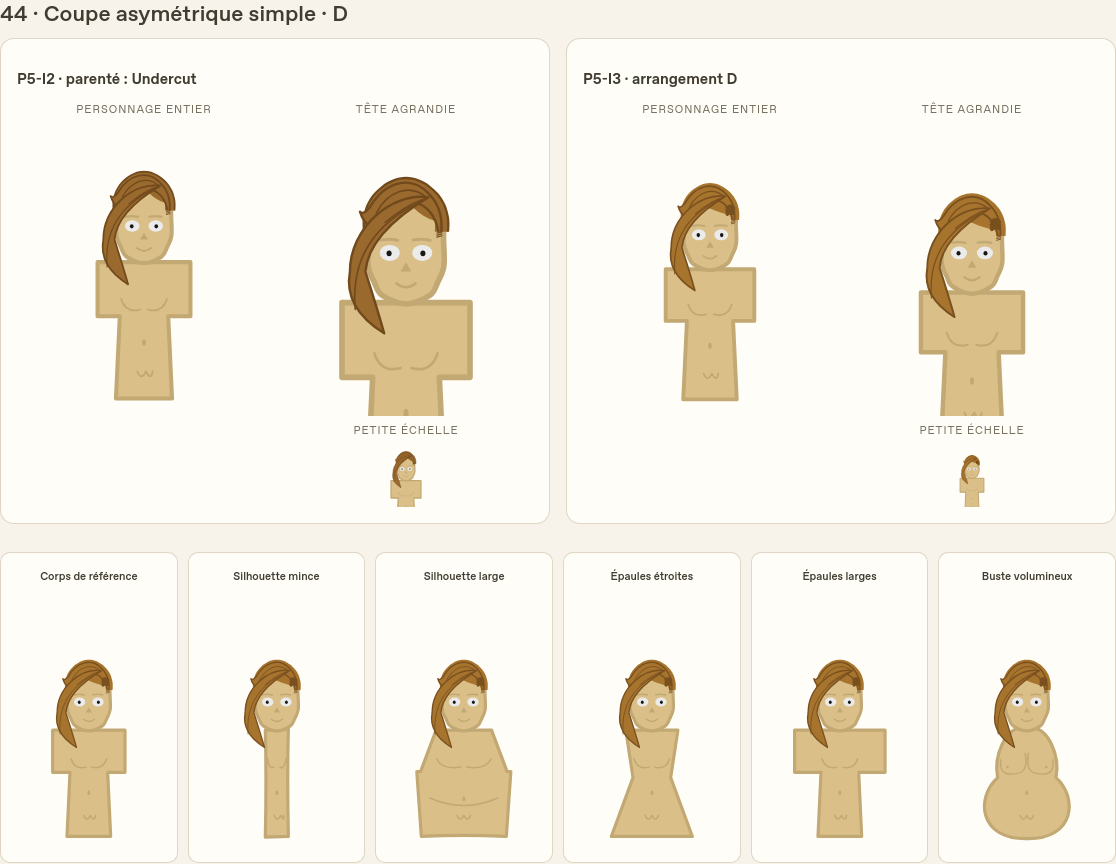 44 · Coupe asymétrique simple · D
P5-I2 · parenté : Undercut
PERSONNAGE ENTIER
TÊTE AGRANDIE
PETITE ÉCHELLE
P5-I3 · arrangement D
PERSONNAGE ENTIER
TÊTE AGRANDIE
PETITE ÉCHELLE
Corps de référence
Silhouette mince
Silhouette large
Épaules étroites
Épaules larges
Buste volumineux